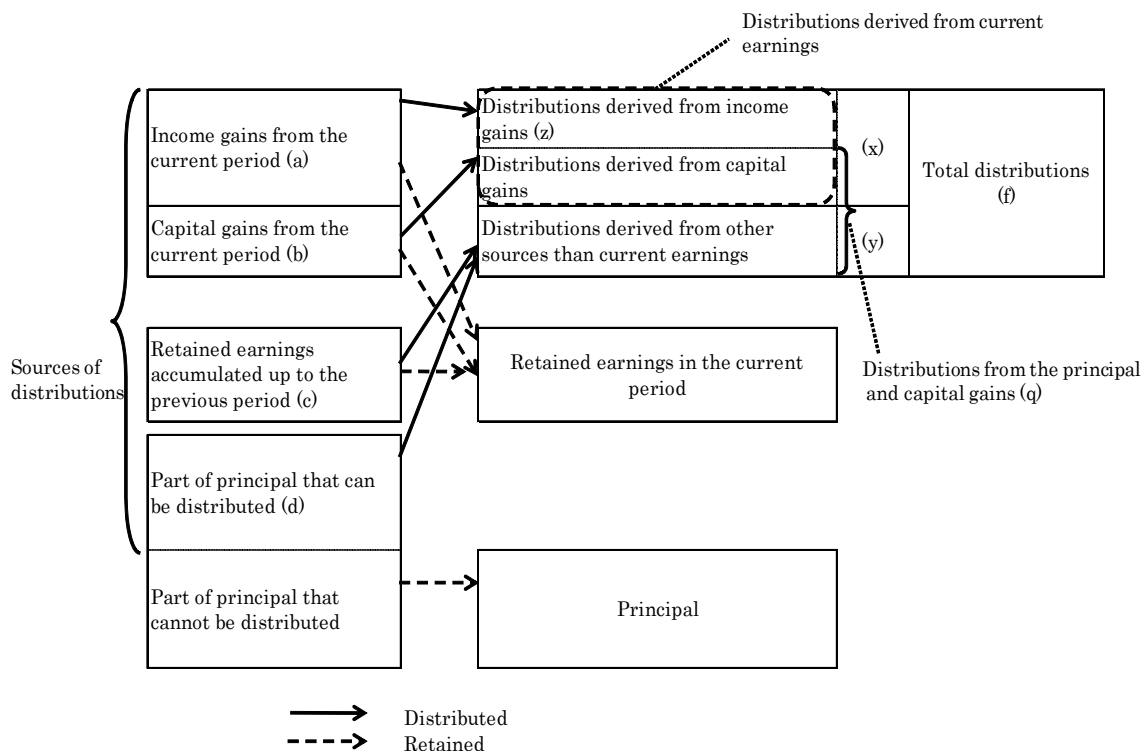 Distributions derived from current
earnings
Income gains from the
current period (a)
Capital gains from the
current period (b)
Distributions derived from income
gains (z)
Distributions derived from capital
gains
Distributions derived from other
sources than current earnings
(x)
(y)
Total distributions
(f)
Sources of
distributions
Retained earnings
accumulated up to the
previous period (c)
Retained earnings in the current
period
Distributions from the principal
and capital gains (q)
Part of principal that can
be distributed (d)
Part of principal that
cannot be distributed
Principal
Distributed
Retained